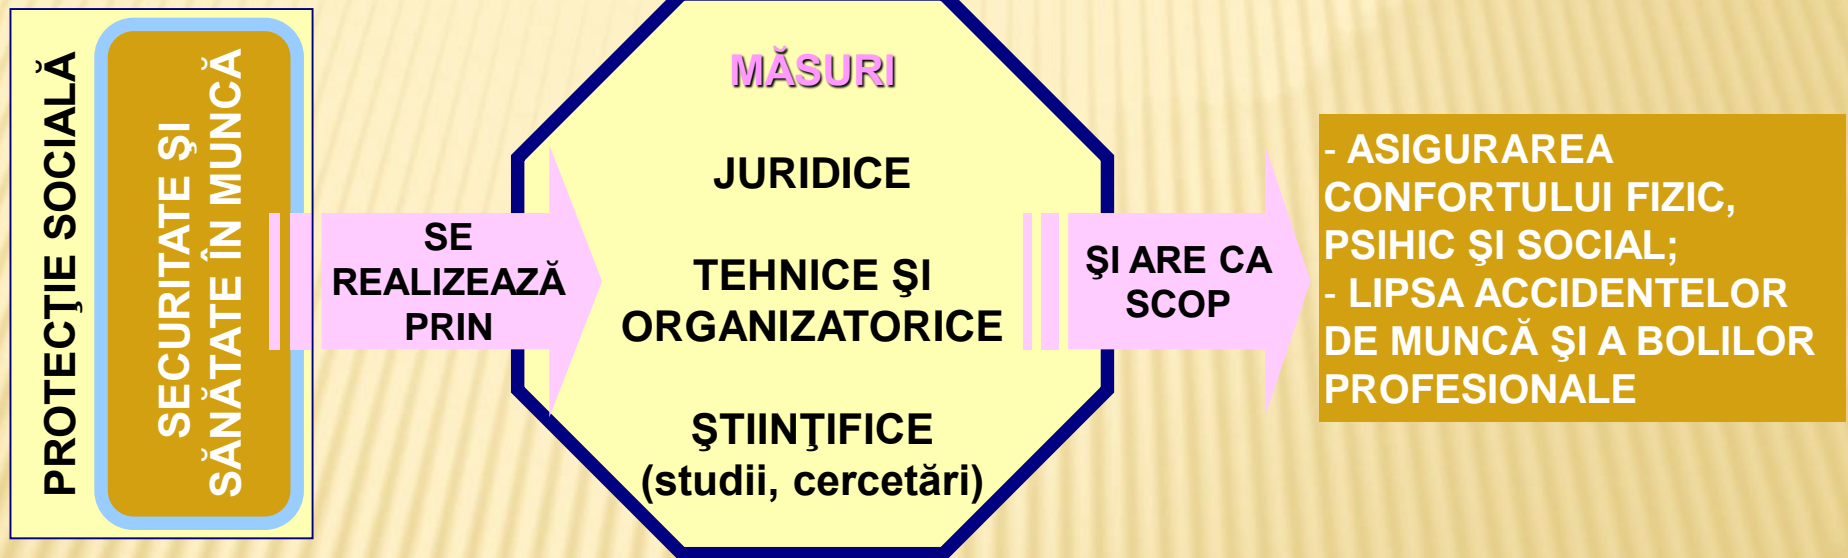 PROTECŢIE SOCIALĂ
SECURITATE ŞI
SĂNĂTATE ÎN MUNCĂ
SE
REALIZEAZĂ
PRIN
MĂSURI
JURIDICE
TEHNICE ŞI
ORGANIZATORICE
ŞTIINŢIFICE
(studii, cercetări)
ŞI ARE CA
SCOP
- ASIGURAREA
CONFORTULUI FIZIC,
PSIHIC ŞI SOCIAL;
- LIPSA ACCIDENTELOR
DE MUNCĂ ŞI A BOLILOR
PROFESIONALE